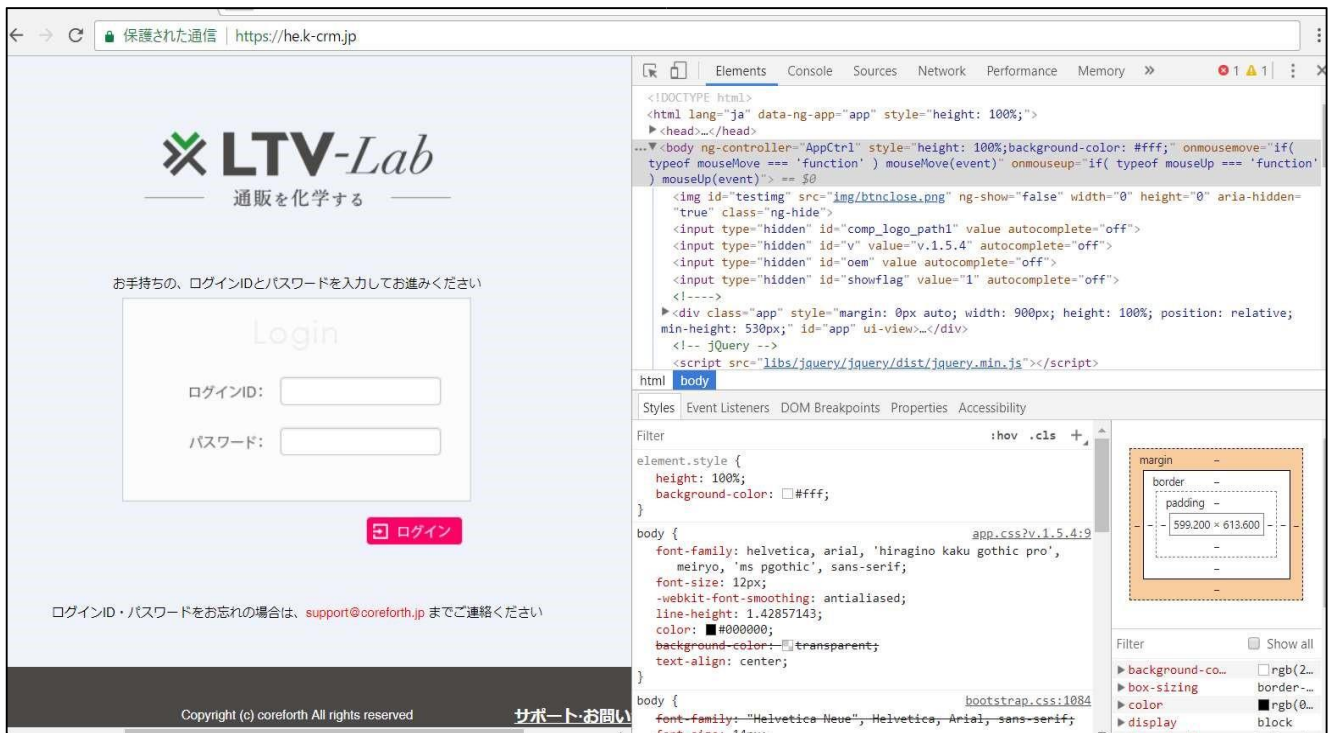 保護された通信 | https://he.k-crm.jp
LTV-Lab
通販を化学する
お手持ちの、ログインIDとパスワードを入力してお進みください
Login
ログインID:
パスワード:
ログイン
ログインID・パスワードをお忘れの場合は、support@coreforth.jp までご連絡ください
Copyright (c) coreforth All rights reserved
サポート・お問い
Elements Console Sources Network Performance Memory » 1 1
<!DOCTYPE html>
<html lang="ja" data-ng-app="app" style="height: 100%;">
<head>…</head>
…<body ng-controller="AppCtrl" style="height: 100%;background-color: #fff;" onmousemove="if(
typeof mouseMove === 'function' ) mouseMove(event)" onmouseup="if( typeof mouseUp === 'function'
) mouseUp(event)"> == $0
<img id="testimg" src="img/btnclose.png" ng-show="false" width="0" height="0" aria-hidden=
"true" class="ng-hide">
<input type="hidden" id="comp_logo_path1" value autocomplete="off">
<input type="hidden" id="v" value="v.1.5.4" autocomplete="off">
<input type="hidden" id="oem" value autocomplete="off">
<input type="hidden" id="showflag" value="1" autocomplete="off">
<!---->
<div class="app" style="margin: 0px auto; width: 900px; height: 100%; position: relative;
min-height: 530px;" id="app" ui-view>…</div>
<!-- jQuery -->
<script src="libs/jquery/jquery/dist/jquery.min.js"></script>
html body
Styles Event Listeners DOM Breakpoints Properties Accessibility
Filter :hov .cls +
element.style {
height: 100%;
background-color: #fff;
}
body { app.css?v.1.5.4:9
font-family: helvetica, arial, 'hiragino kaku gothic pro',
meiryo, 'ms pgothic', sans-serif;
font-size: 12px;
-webkit-font-smoothing: antialiased;
line-height: 1.42857143;
color: #000000;
background-color: transparent;
text-align: center;
}
body { bootstrap.css:1084
font-family: "Helvetica Neue", Helvetica, Arial, sans-serif;
margin –
border –
padding –
599.200 × 613.600
Filter Show all
background-co… rgb(2…
box-sizing border-…
color rgb(0…
display block